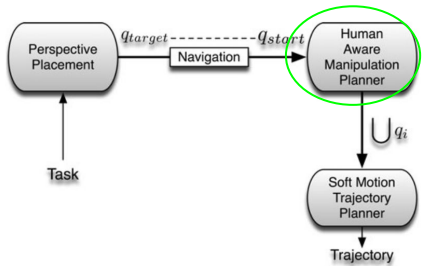 Perspective
Placement
q_target
Navigation
q_start
Human
Aware
Manipulation
Planner
⋃ q_i
Task
Soft Motion
Trajectory
Planner
Trajectory